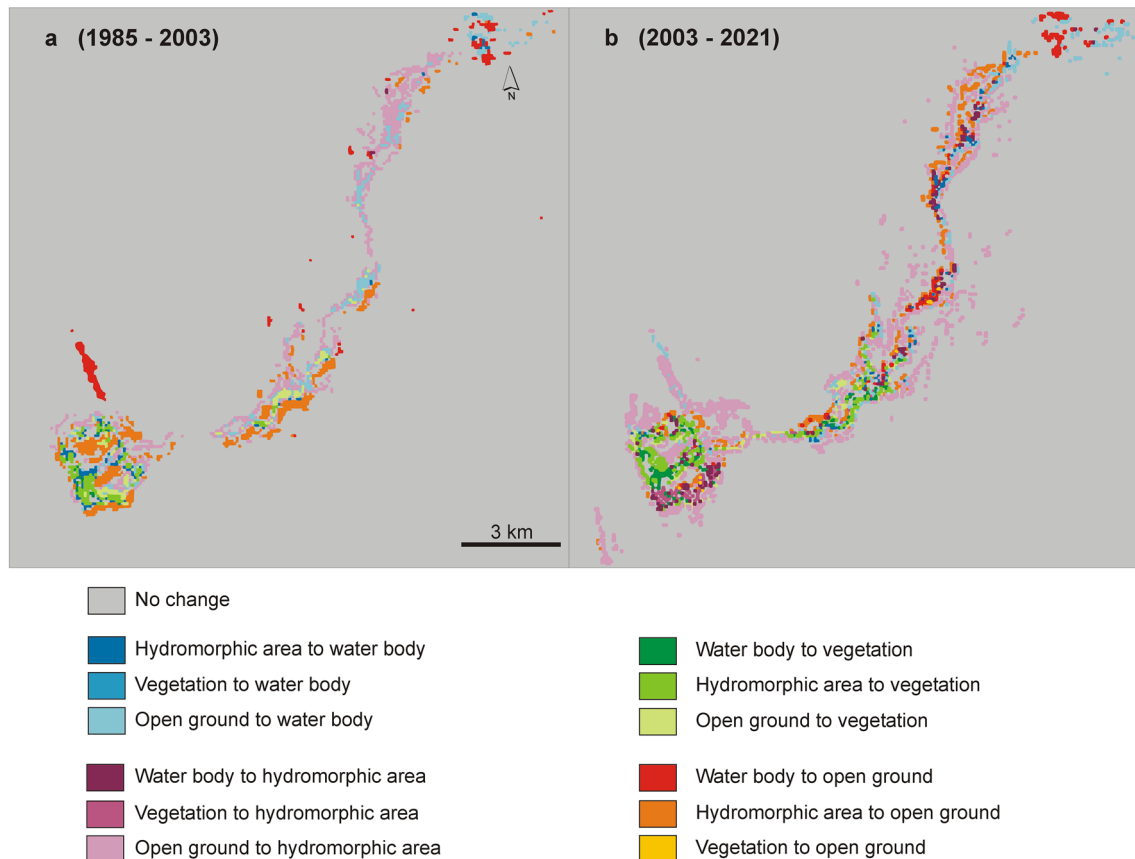 a (1985 - 2003)
b (2003 - 2021)
N
3 km
No change
Hydromorphic area to water body
Vegetation to water body
Open ground to water body
Water body to hydromorphic area
Vegetation to hydromorphic area
Open ground to hydromorphic area
Water body to vegetation
Hydromorphic area to vegetation
Open ground to vegetation
Water body to open ground
Hydromorphic area to open ground
Vegetation to open ground